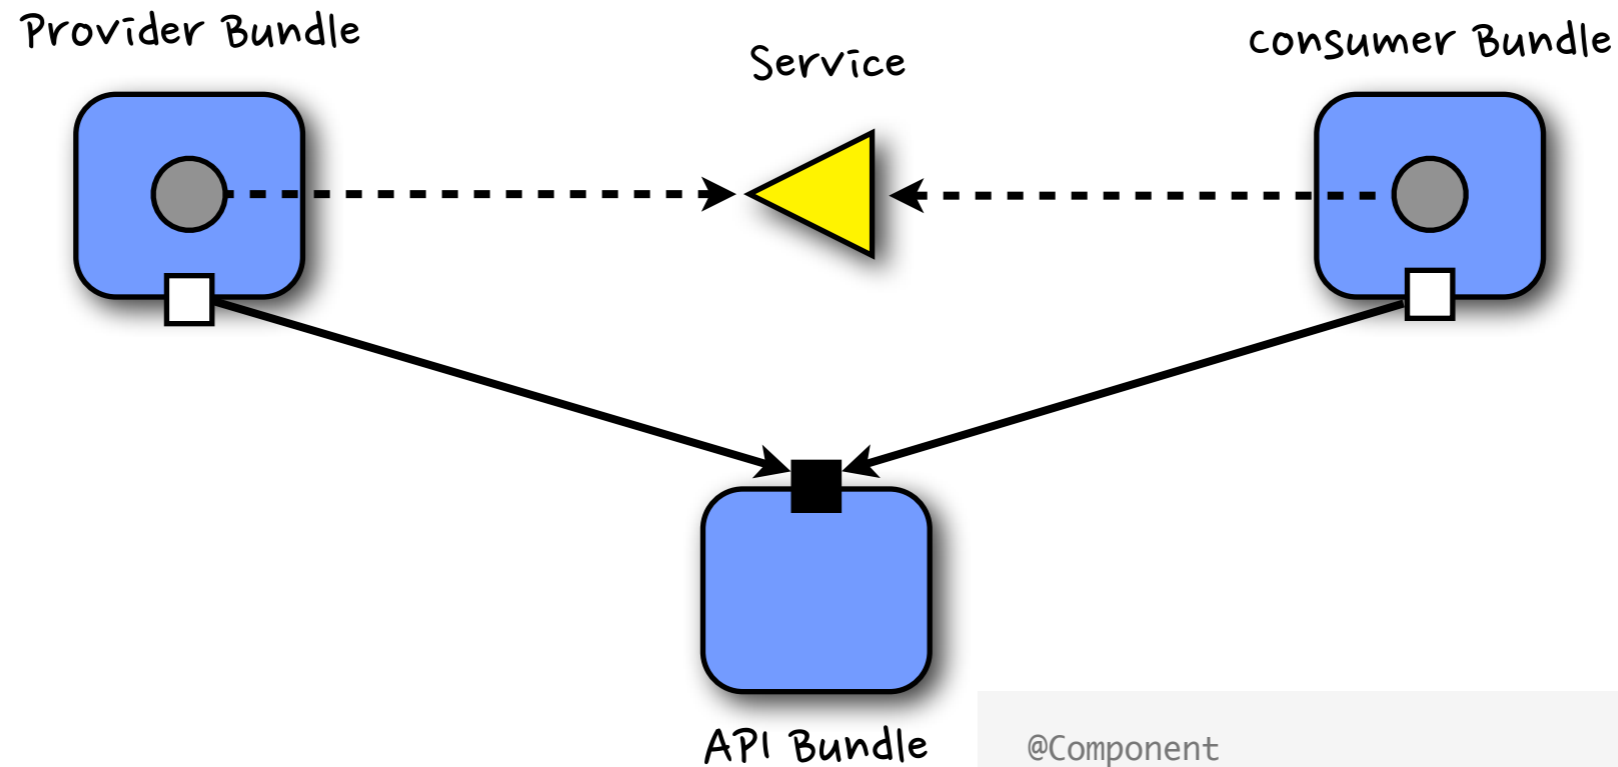 Provider Bundle
Service
consumer Bundle
API Bundle
@Component